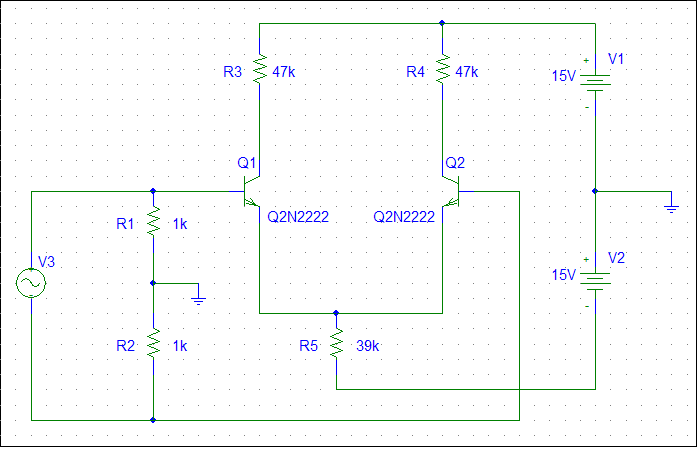 V1
R3 47k
R4 47k
+
15V
-
Q1
Q2
Q2N2222
Q2N2222
R1 1k
V3
+
-
V2
+
15V
-
R2 1k
R5 39k